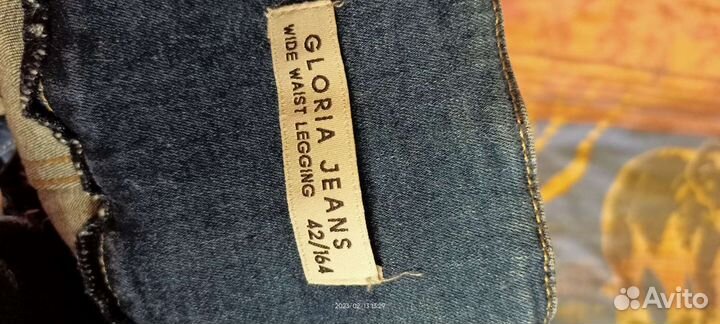 GLORIA JEANS
WIDE WAIST LEGGING 42/164
2023/02/13 13:29
Avito